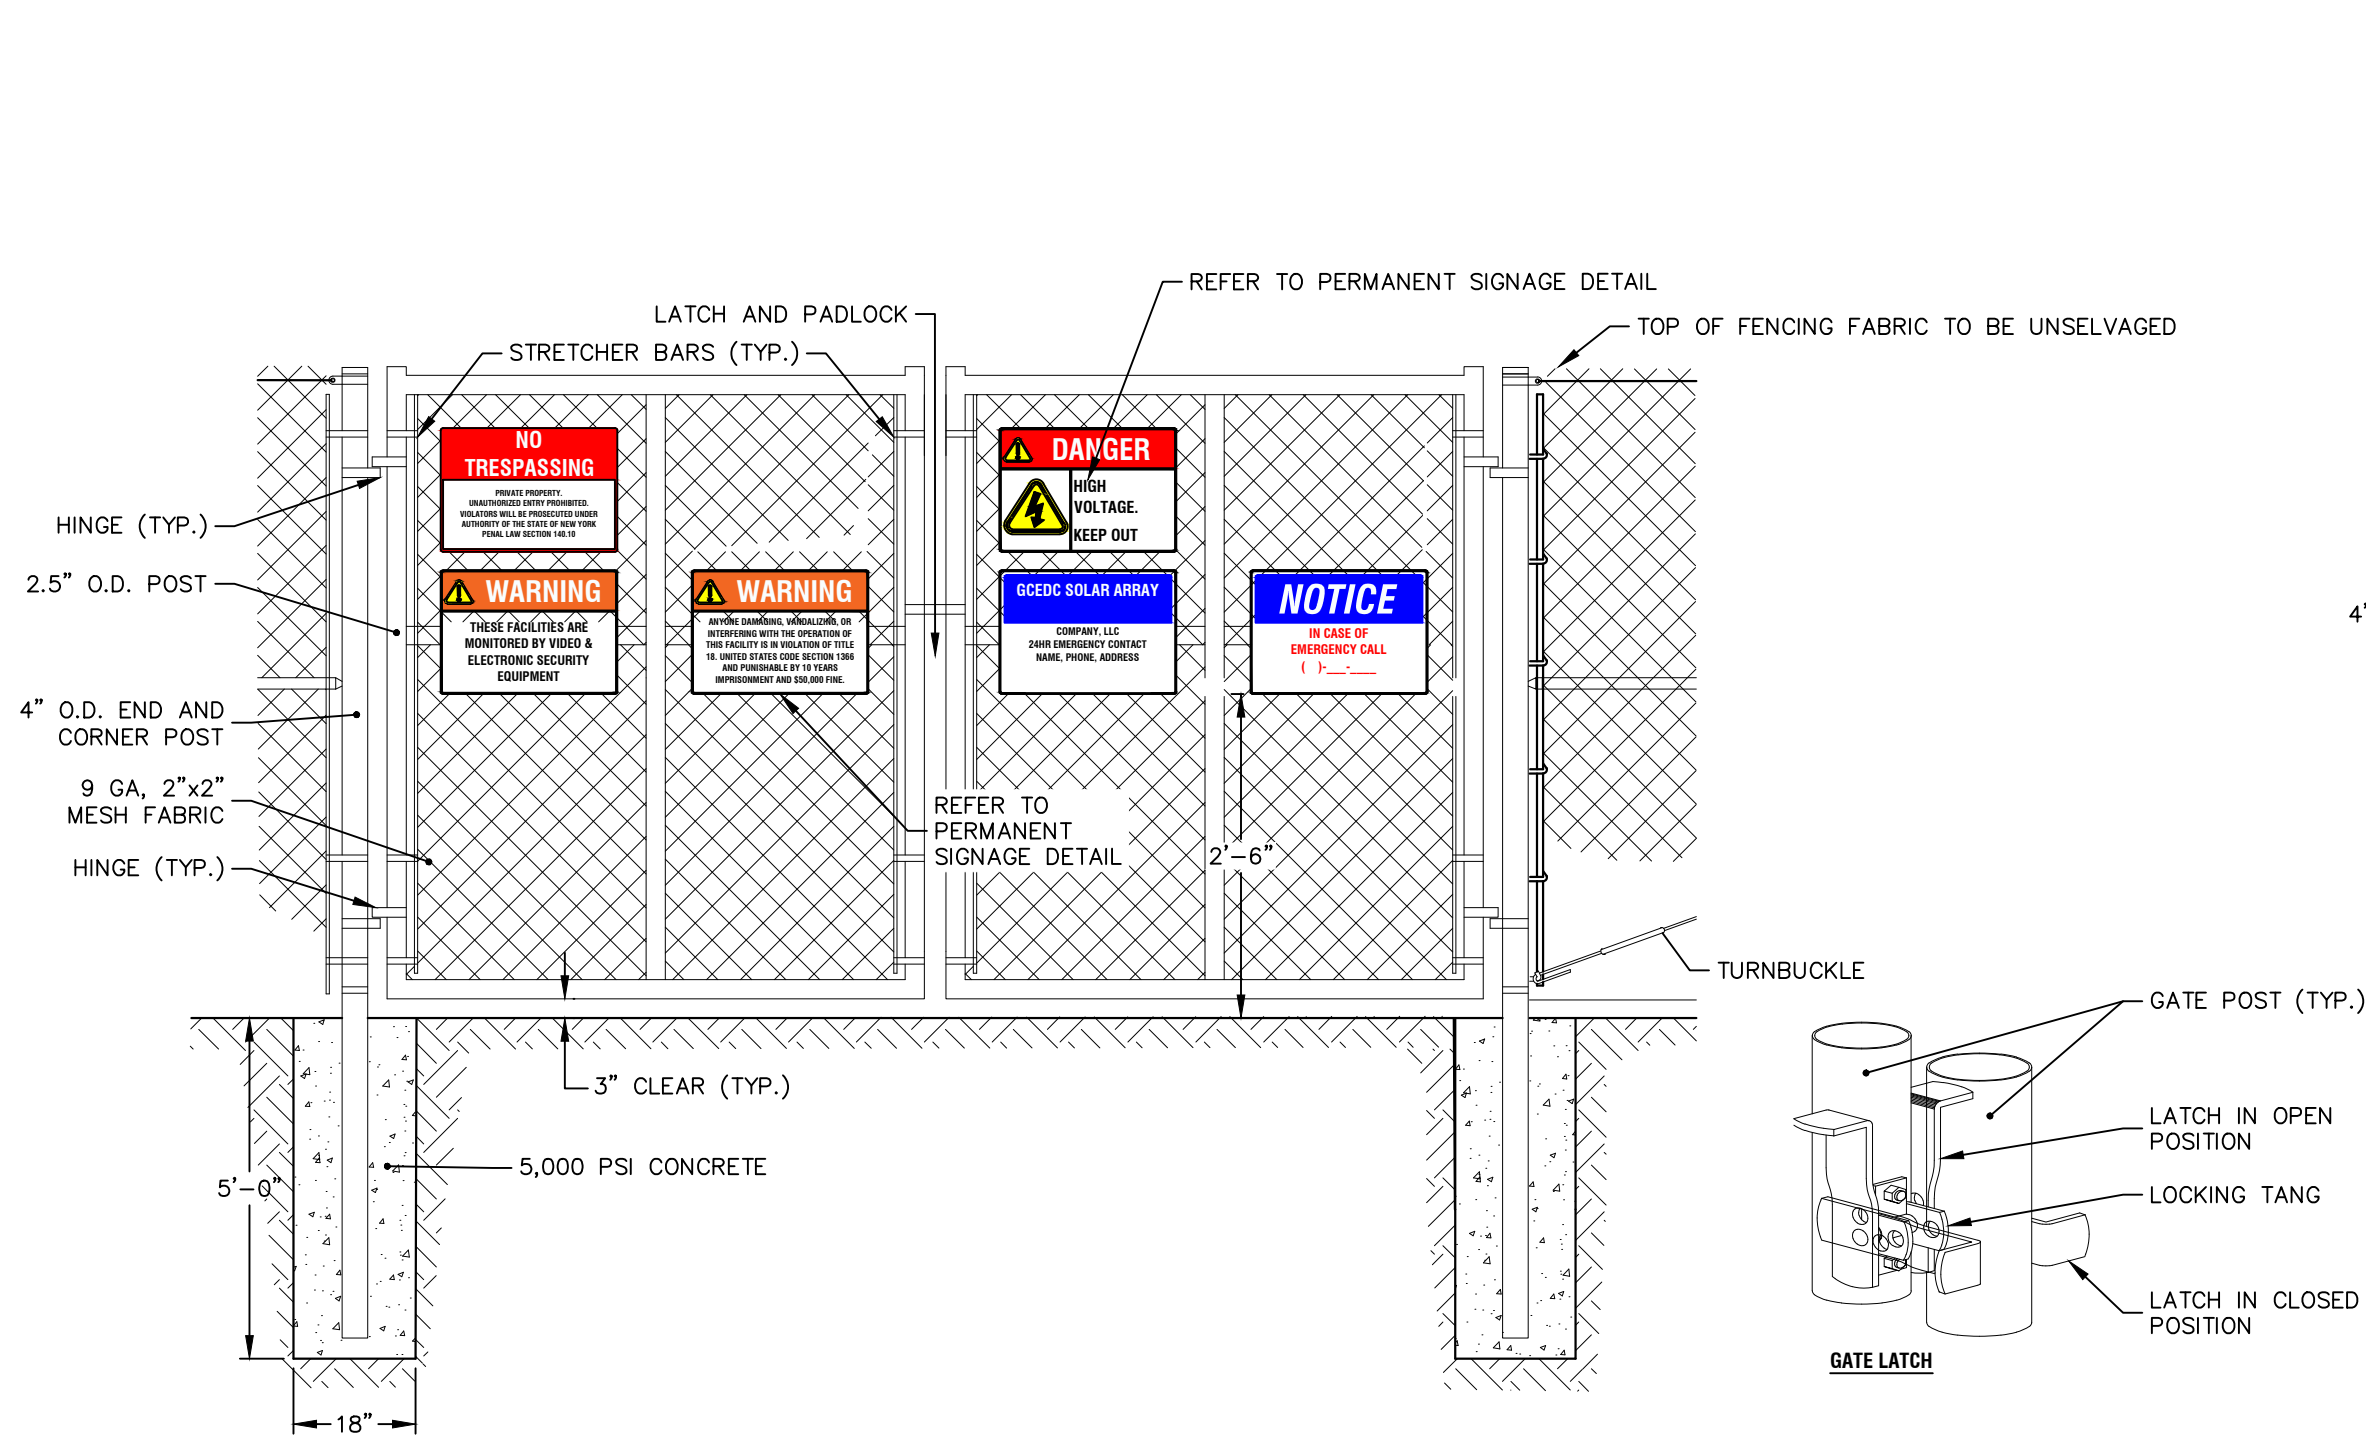 REFER TO PERMANENT SIGNAGE DETAIL
LATCH AND PADLOCK
TOP OF FENCING FABRIC TO BE UNSELVAGED
STRETCHER BARS (TYP.)
NO
TRESPASSING
PRIVATE PROPERTY.
UNAUTHORIZED ENTRY PROHIBITED.
VIOLATORS WILL BE PROSECUTED UNDER
AUTHORITY OF THE STATE OF NEW YORK
PENAL LAW SECTION 140.10
DANGER
HIGH
VOLTAGE.
KEEP OUT
HINGE (TYP.)
2.5" O.D. POST
WARNING
THESE FACILITIES ARE
MONITORED BY VIDEO &
ELECTRONIC SECURITY
EQUIPMENT
WARNING
ANYONE DAMAGING, VANDALIZING, OR
INTERFERING WITH THE OPERATION OF
THIS FACILITY IS IN VIOLATION OF TITLE
18. UNITED STATES CODE SECTION 1366
AND PUNISHABLE BY 10 YEARS
IMPRISONMENT AND $50,000 FINE.
GCEDC SOLAR ARRAY
COMPANY, LLC
24HR EMERGENCY CONTACT
NAME, PHONE, ADDRESS
NOTICE
IN CASE OF
EMERGENCY CALL
(   )-___-____
4"
4" O.D. END AND
CORNER POST
9 GA, 2"x2"
MESH FABRIC
HINGE (TYP.)
REFER TO
PERMANENT
SIGNAGE DETAIL
2'-6"
TURNBUCKLE
GATE POST (TYP.)
3" CLEAR (TYP.)
LATCH IN OPEN
POSITION
5,000 PSI CONCRETE
5'-0"
LOCKING TANG
LATCH IN CLOSED
POSITION
GATE LATCH
18"